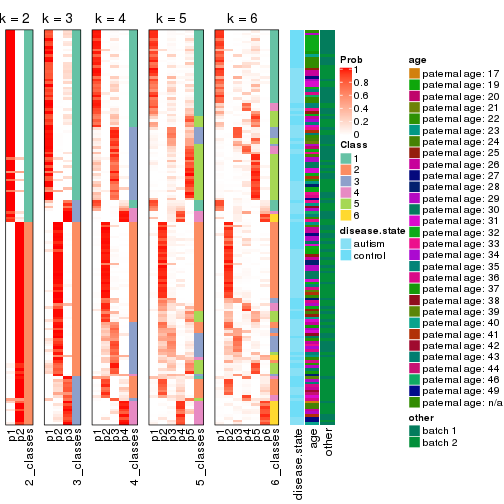 k = 2
k = 3
k = 4
k = 5
k = 6
p1
p2
2_classes
p1
p2
p3
3_classes
p1
p2
p3
p4
4_classes
p1
p2
p3
p4
p5
5_classes
p1
p2
p3
p4
p5
p6
6_classes
disease.state
age
other
Prob
1
0.8
0.6
0.4
0.2
0
Class
1
2
3
4
5
6
disease.state
autism
control
age
paternal age: 17
paternal age: 19
paternal age: 20
paternal age: 21
paternal age: 22
paternal age: 23
paternal age: 24
paternal age: 25
paternal age: 26
paternal age: 27
paternal age: 28
paternal age: 29
paternal age: 30
paternal age: 31
paternal age: 32
paternal age: 33
paternal age: 34
paternal age: 35
paternal age: 36
paternal age: 37
paternal age: 38
paternal age: 39
paternal age: 40
paternal age: 41
paternal age: 42
paternal age: 43
paternal age: 44
paternal age: 46
paternal age: 49
paternal age: n/a
other
batch 1
batch 2